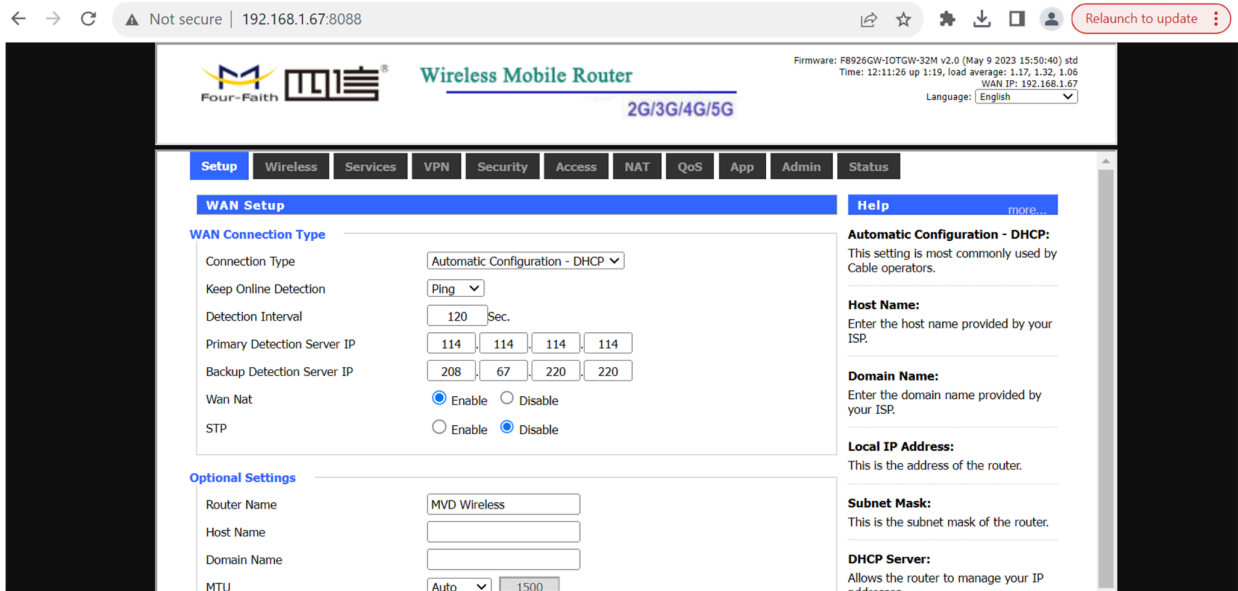 Not secure 192.168.1.67:8088 Relaunch to update
Four-Faith 四信®
Wireless Mobile Router
2G/3G/4G/5G
Firmware: F8926GW-IOTGW-32M v2.0 (May 9 2023 15:50:40) std
Time: 12:11:26 up 1:19, load average: 1.17, 1.32, 1.06
WAN IP: 192.168.1.67
Language: English
Setup Wireless Services VPN Security Access NAT QoS App Admin Status
WAN Setup
WAN Connection Type
Connection Type Automatic Configuration - DHCP
Keep Online Detection Ping
Detection Interval 120 Sec.
Primary Detection Server IP 114 . 114 . 114 . 114
Backup Detection Server IP 208 . 67 . 220 . 220
Wan Nat Enable Disable
STP Enable Disable
Optional Settings
Router Name MVD Wireless
Host Name
Domain Name
MTU Auto 1500
Help more...
Automatic Configuration - DHCP:
This setting is most commonly used by
Cable operators.
Host Name:
Enter the host name provided by your
ISP.
Domain Name:
Enter the domain name provided by
your ISP.
Local IP Address:
This is the address of the router.
Subnet Mask:
This is the subnet mask of the router.
DHCP Server:
Allows the router to manage your IP